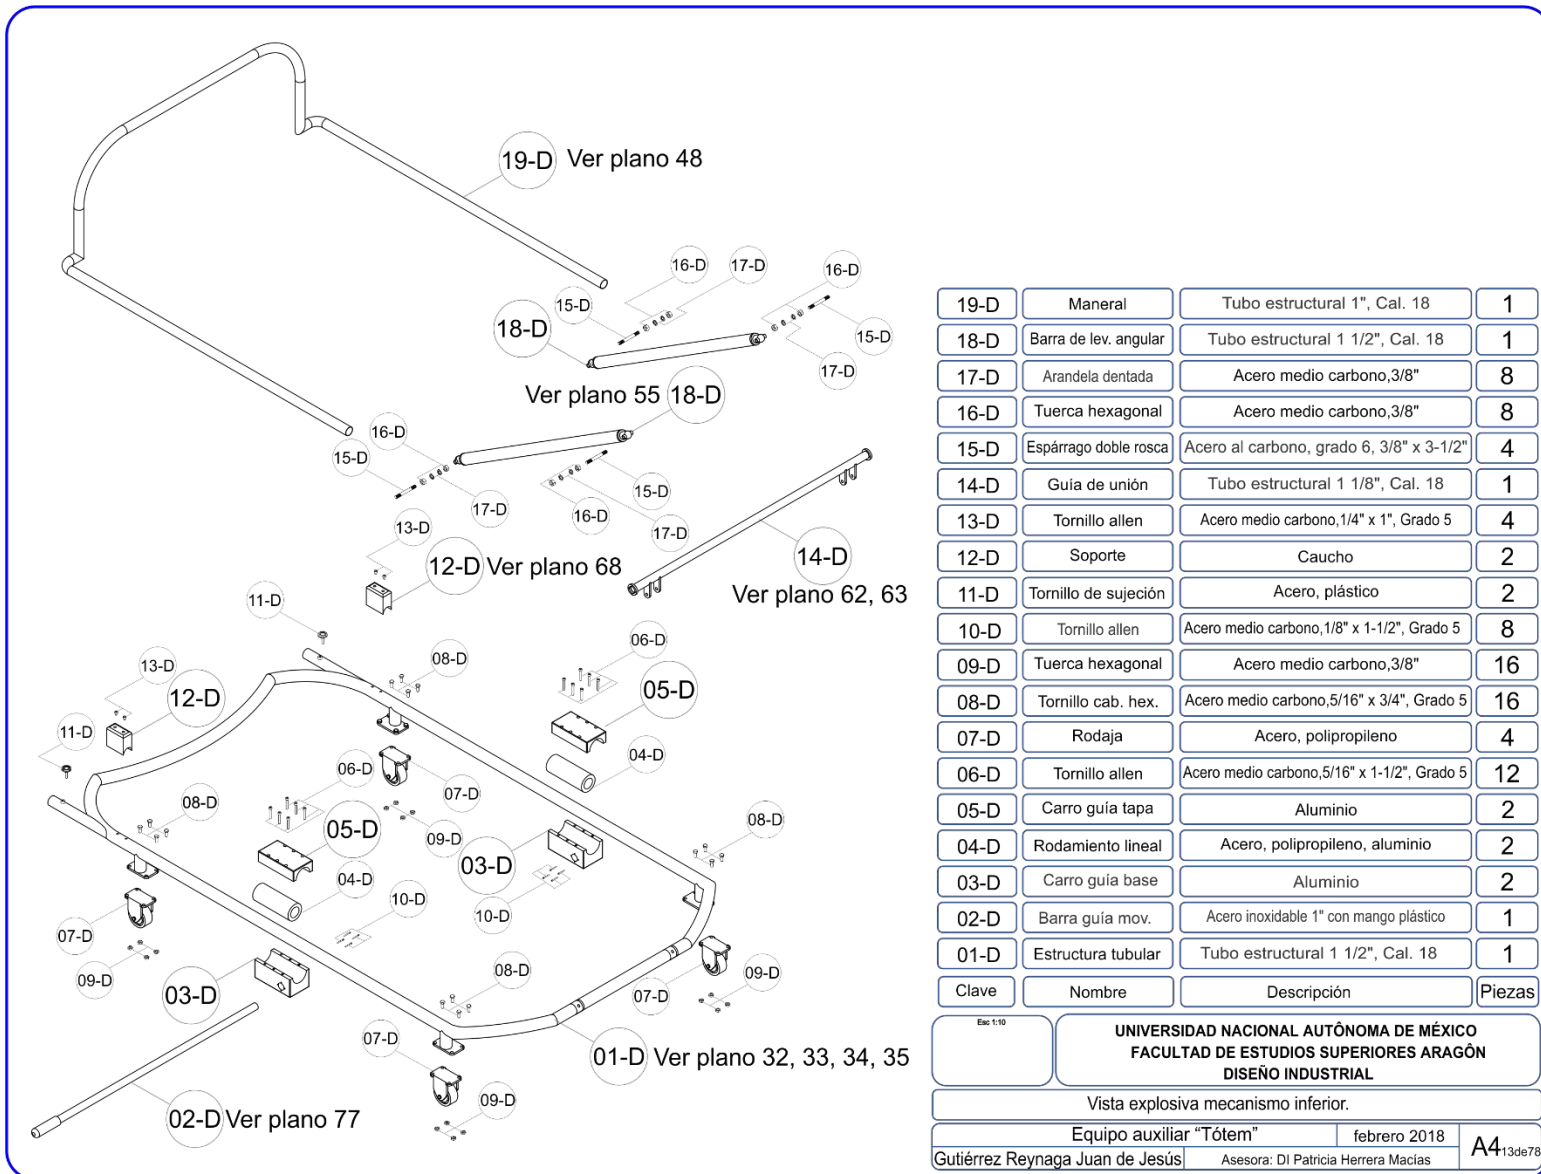 19-D Ver plano 48
16-D
17-D
16-D
15-D
18-D
15-D
17-D
Ver plano 55 18-D
16-D
15-D
17-D
15-D
16-D
17-D
13-D
12-D Ver plano 68
14-D
Ver plano 62, 63
11-D
06-D
08-D
13-D
12-D
05-D
11-D
04-D
06-D
07-D
08-D
05-D
09-D
03-D
08-D
04-D
10-D
10-D
07-D
09-D
03-D
08-D
07-D
09-D
07-D
01-D Ver plano 32, 33, 34, 35
09-D
02-D Ver plano 77
19-D Maneral Tubo estructural 1", Cal. 18 1
18-D Barra de lev. angular Tubo estructural 1 1/2", Cal. 18 1
17-D Arandela dentada Acero medio carbono,3/8" 8
16-D Tuerca hexagonal Acero medio carbono,3/8" 8
15-D Espárrago doble rosca Acero al carbono, grado 6, 3/8" x 3-1/2" 4
14-D Guía de unión Tubo estructural 1 1/8", Cal. 18 1
13-D Tornillo allen Acero medio carbono,1/4" x 1", Grado 5 4
12-D Soporte Caucho 2
11-D Tornillo de sujeción Acero, plástico 2
10-D Tornillo allen Acero medio carbono,1/8" x 1-1/2", Grado 5 8
09-D Tuerca hexagonal Acero medio carbono,3/8" 16
08-D Tornillo cab. hex. Acero medio carbono,5/16" x 3/4", Grado 5 16
07-D Rodaja Acero, polipropileno 4
06-D Tornillo allen Acero medio carbono,5/16" x 1-1/2", Grado 5 12
05-D Carro guía tapa Aluminio 2
04-D Rodamiento lineal Acero, polipropileno, aluminio 2
03-D Carro guía base Aluminio 2
02-D Barra guía mov. Acero inoxidable 1" con mango plástico 1
01-D Estructura tubular Tubo estructural 1 1/2", Cal. 18 1
Clave Nombre Descripción Piezas
Esc 1:10
UNIVERSIDAD NACIONAL AUTÓNOMA DE MÉXICO
FACULTAD DE ESTUDIOS SUPERIORES ARAGÔN
DISEÑO INDUSTRIAL
Vista explosiva mecanismo inferior.
Equipo auxiliar “Tótem” febrero 2018 A4 13de78
Gutiérrez Reynaga Juan de Jesús Asesora: DI Patricia Herrera Macías